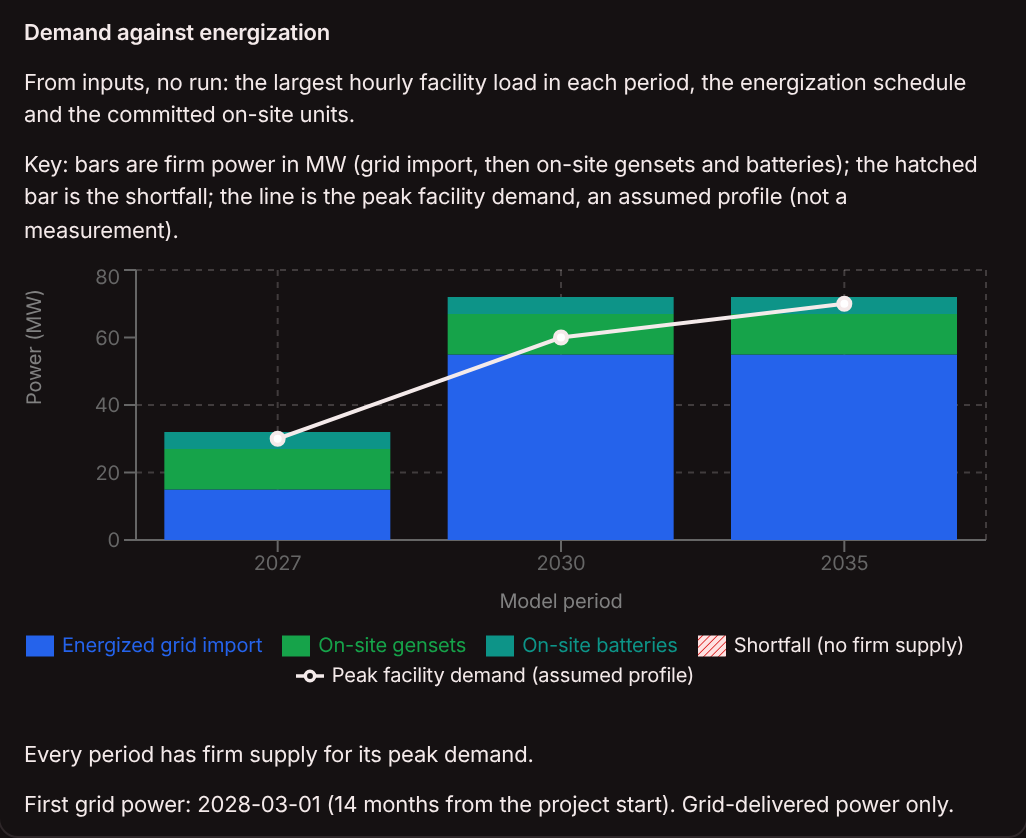 Demand against energization
From inputs, no run: the largest hourly facility load in each period, the energization schedule
and the committed on-site units.
Key: bars are firm power in MW (grid import, then on-site gensets and batteries); the hatched
bar is the shortfall; the line is the peak facility demand, an assumed profile (not a
measurement).
Power (MW)
80
60
40
20
0
2027 2030 2035
Model period
Energized grid import On-site gensets On-site batteries Shortfall (no firm supply)
Peak facility demand (assumed profile)
Every period has firm supply for its peak demand.
First grid power: 2028-03-01 (14 months from the project start). Grid-delivered power only.